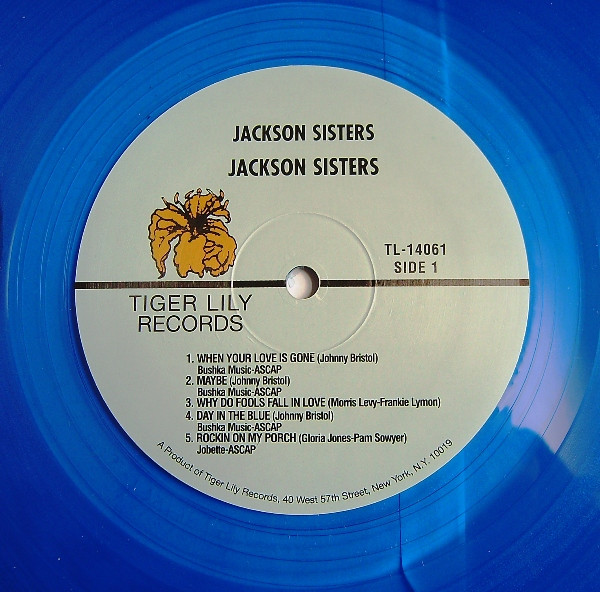 JACKSON SISTERS
JACKSON SISTERS
TL-14061
SIDE 1
TIGER LILY
RECORDS
1. WHEN YOUR LOVE IS GONE (Johnny Bristol)
Bushka Music-ASCAP
2. MAYBE (Johnny Bristol)
Bushka Music-ASCAP
3. WHY DO FOOLS FALL IN LOVE (Morris Levy-Frankie Lymon)
4. DAY IN THE BLUE (Johnny Bristol)
Bushka Music-ASCAP
5. ROCKIN ON MY PORCH (Gloria Jones-Pam Sowyer)
Jobette-ASCAP
A Product of Tiger Lily Records, 40 West 57th Street, New York, N.Y. 10019